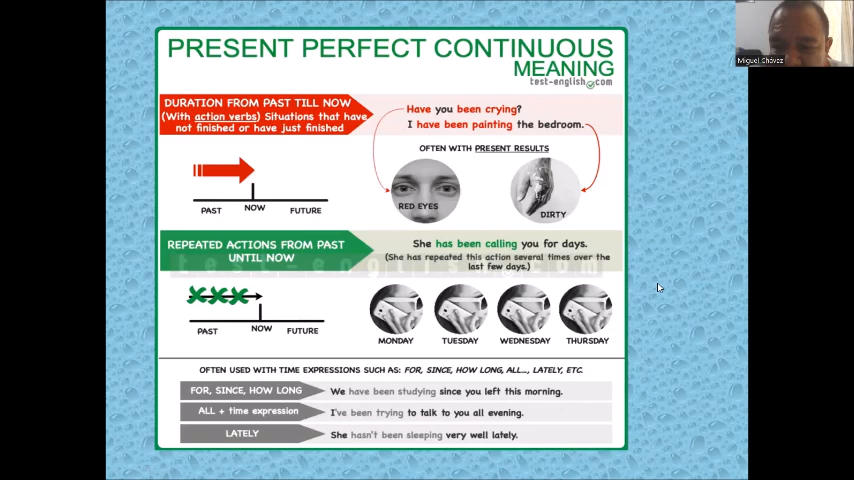 PRESENT PERFECT CONTINUOUS
MEANING
test-english.com
Miguel Chávez
DURATION FROM PAST TILL NOW
(With action verbs) Situations that have
not finished or have just finished
Have you been crying?
I have been painting the bedroom.
OFTEN WITH PRESENT RESULTS
RED EYES
DIRTY
PAST
NOW
FUTURE
REPEATED ACTIONS FROM PAST
UNTIL NOW
She has been calling you for days.
(She has repeated this action several times over the
last few days.)
test-english.com
PAST
NOW
FUTURE
MONDAY
TUESDAY
WEDNESDAY
THURSDAY
OFTEN USED WITH TIME EXPRESSIONS SUCH AS: FOR, SINCE, HOW LONG, ALL..., LATELY, ETC.
FOR, SINCE, HOW LONG
We have been studying since you left this morning.
ALL + time expression
I've been trying to talk to you all evening.
LATELY
She hasn't been sleeping very well lately.